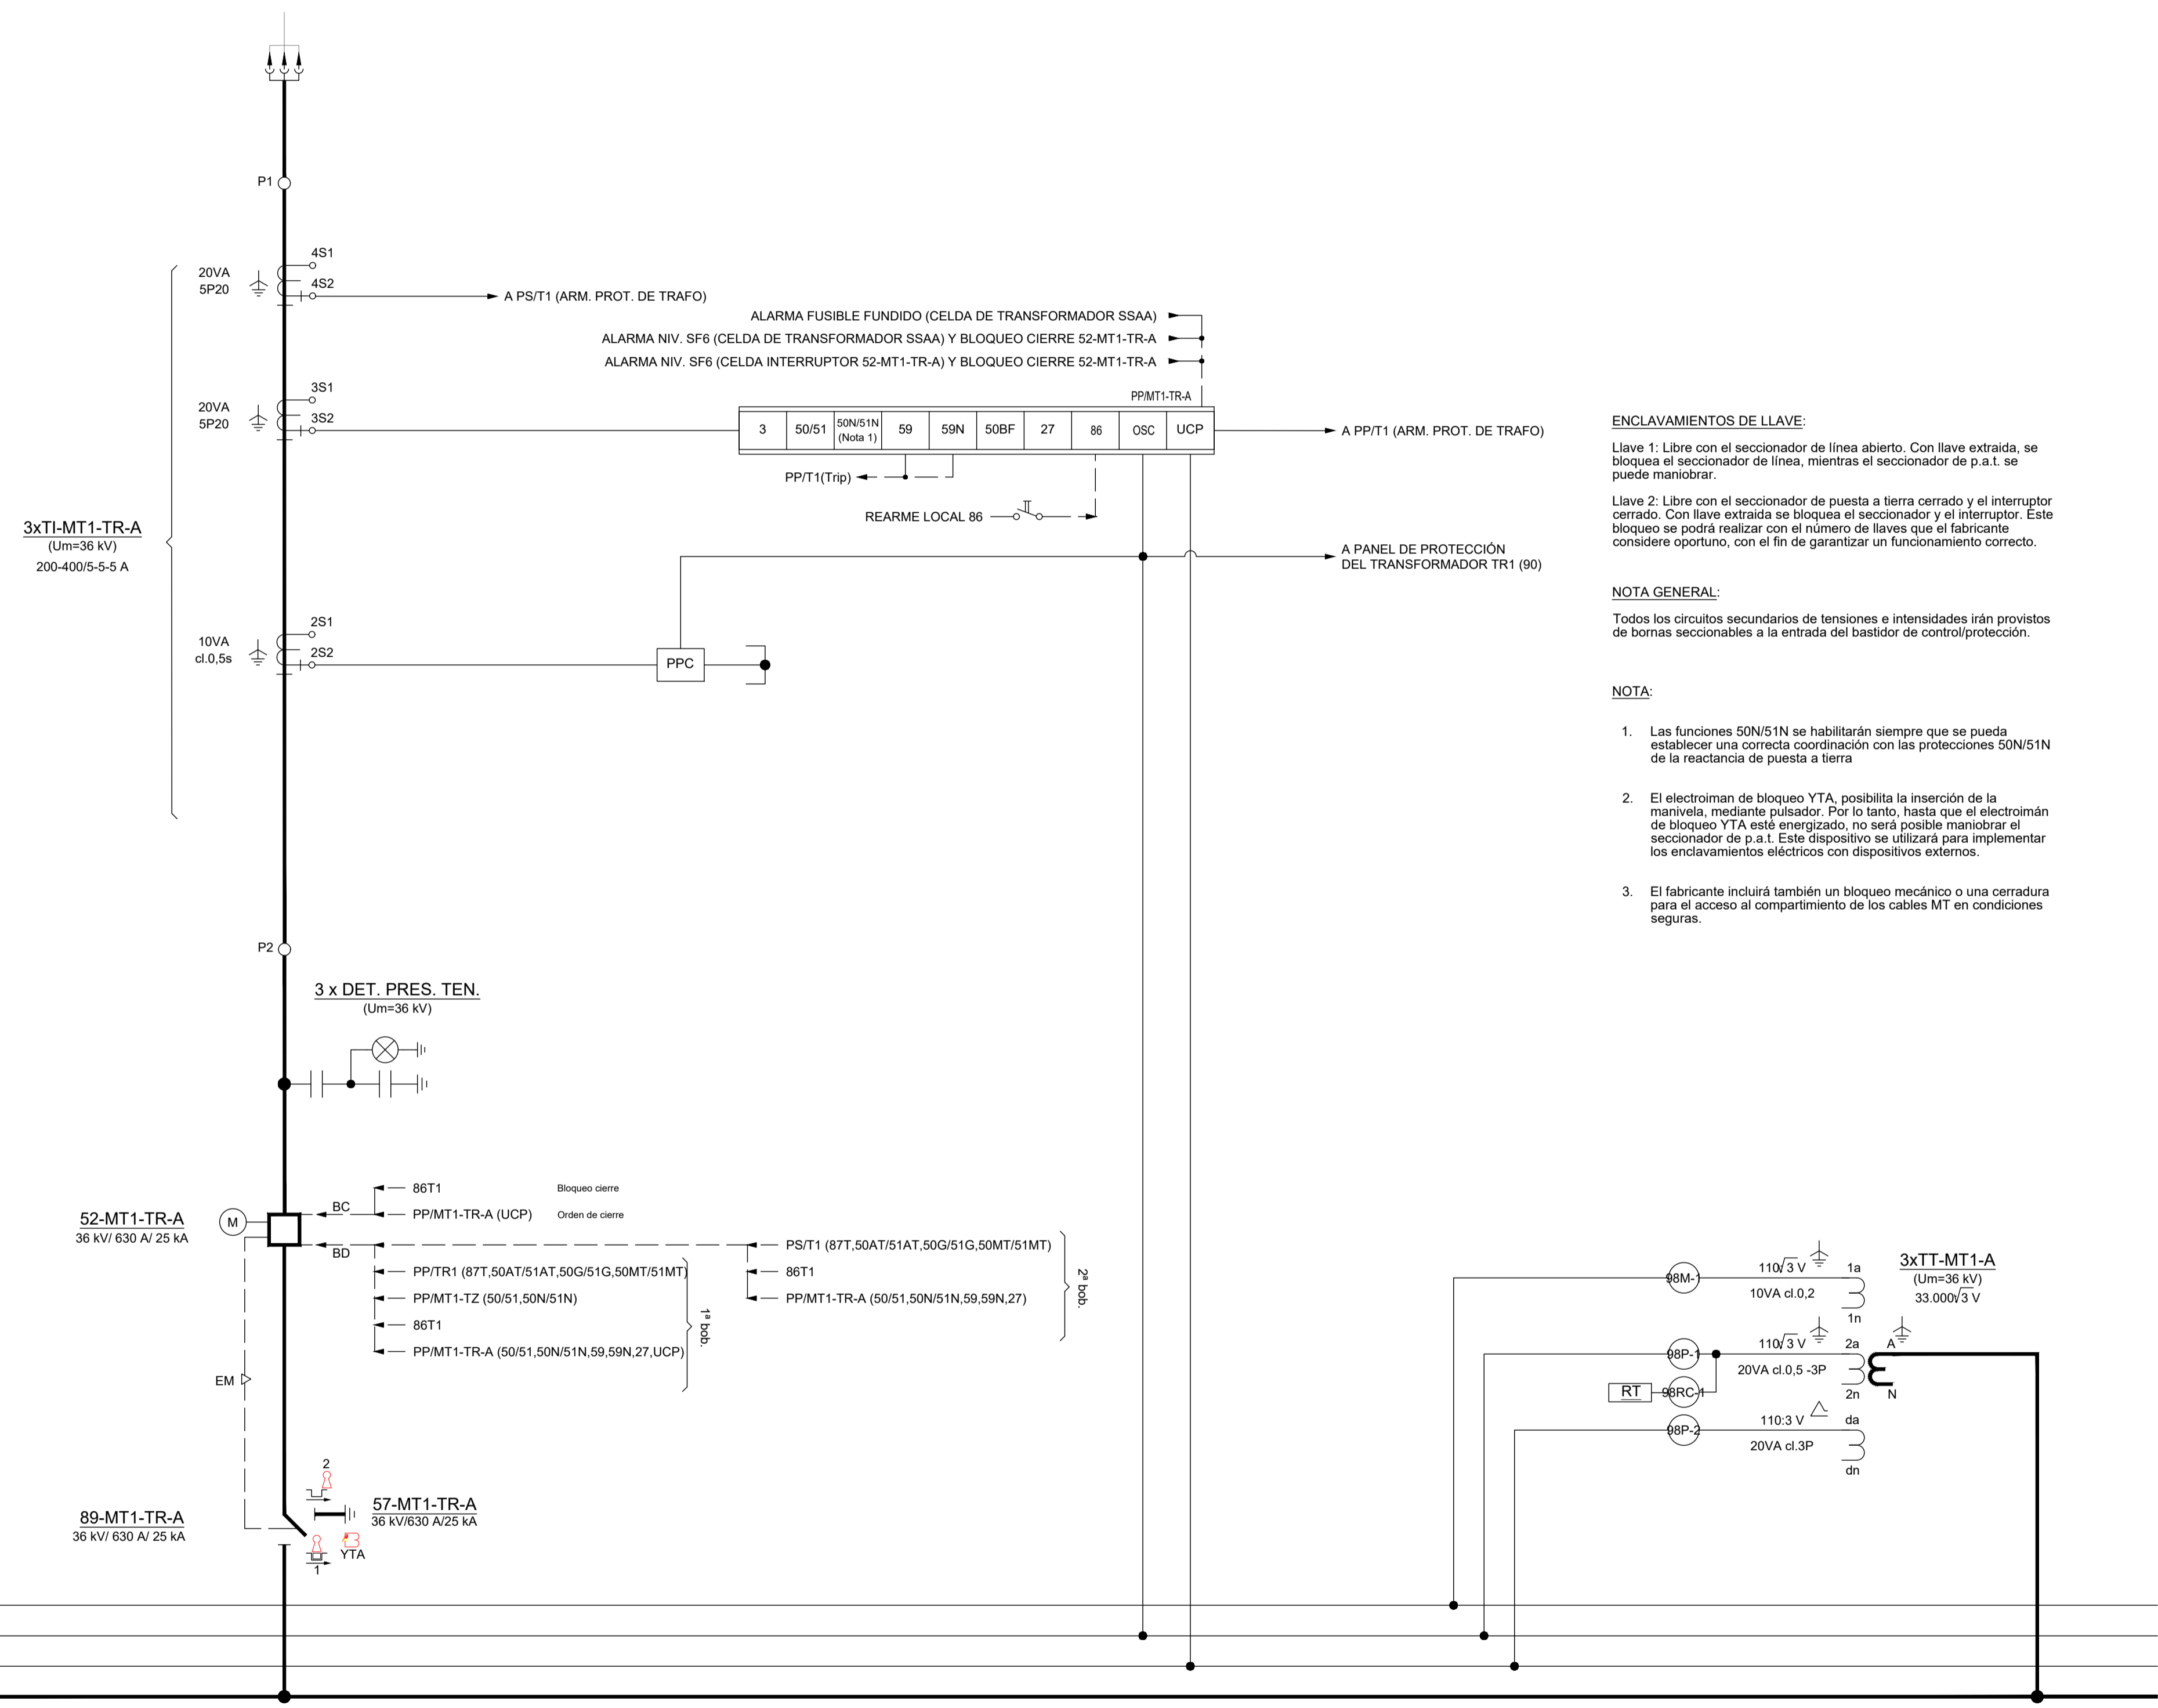 P1
4S1
20VA
5P20
4S2
A PS/T1 (ARM. PROT. DE TRAFO)
ALARMA FUSIBLE FUNDIDO (CELDA DE TRANSFORMADOR SSAA)
ALARMA NIV. SF6 (CELDA DE TRANSFORMADOR SSAA) Y BLOQUEO CIERRE 52-MT1-TR-A
ALARMA NIV. SF6 (CELDA INTERRUPTOR 52-MT1-TR-A) Y BLOQUEO CIERRE 52-MT1-TR-A
3S1
20VA
5P20
3S2
PP/MT1-TR-A
3 50/51 50N/51N (Nota 1) 59 59N 50BF 27 86 OSC UCP
A PP/T1 (ARM. PROT. DE TRAFO)
PP/T1(Trip)
REARME LOCAL 86
3xTI-MT1-TR-A
(Um=36 kV)
200-400/5-5-5 A
A PANEL DE PROTECCIÓN
DEL TRANSFORMADOR TR1 (90)
2S1
10VA
cl.0,5s
2S2
PPC
ENCLAVAMIENTOS DE LLAVE:
Llave 1: Libre con el seccionador de línea abierto. Con llave extraida, se
bloquea el seccionador de línea, mientras el seccionador de p.a.t. se
puede maniobrar.
Llave 2: Libre con el seccionador de puesta a tierra cerrado y el interruptor
cerrado. Con llave extraida se bloquea el seccionador y el interruptor. Este
bloqueo se podrá realizar con el número de llaves que el fabricante
considere oportuno, con el fin de garantizar un funcionamiento correcto.
NOTA GENERAL:
Todos los circuitos secundarios de tensiones e intensidades irán provistos
de bornas seccionables a la entrada del bastidor de control/protección.
NOTA:
1. Las funciones 50N/51N se habilitarán siempre que se pueda
establecer una correcta coordinación con las protecciones 50N/51N
de la reactancia de puesta a tierra
2. El electroiman de bloqueo YTA, posibilita la inserción de la
manivela, mediante pulsador. Por lo tanto, hasta que el electroimán
de bloqueo YTA esté energizado, no será posible maniobrar el
seccionador de p.a.t. Este dispositivo se utilizará para implementar
los enclavamientos eléctricos con dispositivos externos.
3. El fabricante incluirá también un bloqueo mecánico o una cerradura
para el acceso al compartimiento de los cables MT en condiciones
seguras.
P2
3 x DET. PRES. TEN.
(Um=36 kV)
52-MT1-TR-A
36 kV/ 630 A/ 25 kA
M
BC
86T1 Bloqueo cierre
PP/MT1-TR-A (UCP) Orden de cierre
BD
PP/TR1 (87T,50AT/51AT,50G/51G,50MT/51MT)
PP/MT1-TZ (50/51,50N/51N)
86T1
PP/MT1-TR-A (50/51,50N/51N,59,59N,27,UCP)
1ª bob.
PS/T1 (87T,50AT/51AT,50G/51G,50MT/51MT)
86T1
PP/MT1-TR-A (50/51,50N/51N,59,59N,27)
2ª bob.
EM
89-MT1-TR-A
36 kV/ 630 A/ 25 kA
2
57-MT1-TR-A
36 kV/630 A/25 kA
YTA
1
3xTT-MT1-A
(Um=36 kV)
33.000√3 V
98M-1
110√3 V
10VA cl.0,2
1a
1n
98P-1
110√3 V
20VA cl.0,5 -3P
2a
2n
A
N
RT
98RC-1
98P-2
110:3 V
20VA cl.3P
da
dn